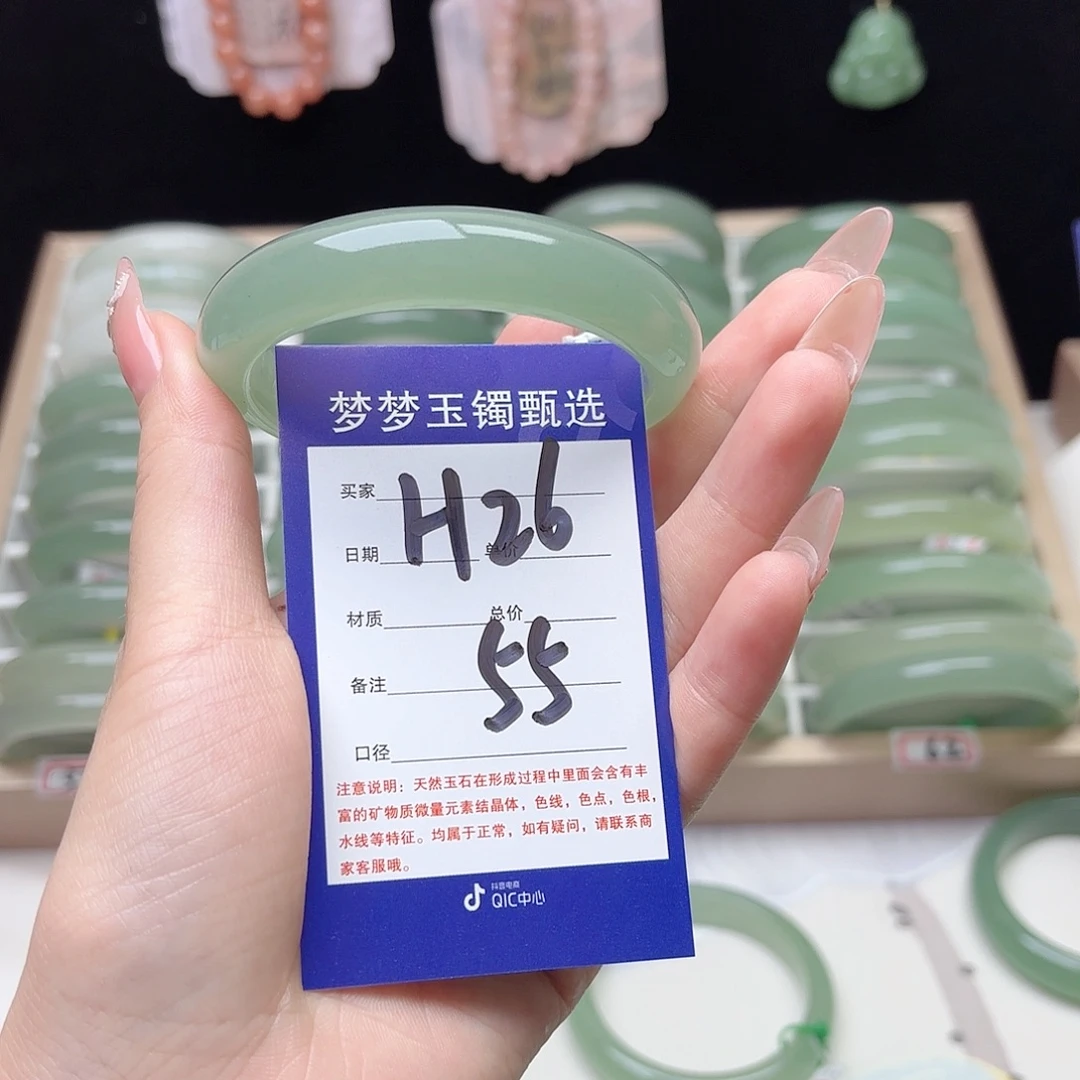 梦梦玉镯甄选
买家
H26
日期 单价
材质 总价
55
备注
口径
注意说明：天然玉石在形成过程中里面会含有丰
富的矿物质微量元素结晶体，色线，色点，色根，
水线等特征。均属于正常，如有疑问，请联系商
家客服哦。
抖音电商
QIC中心